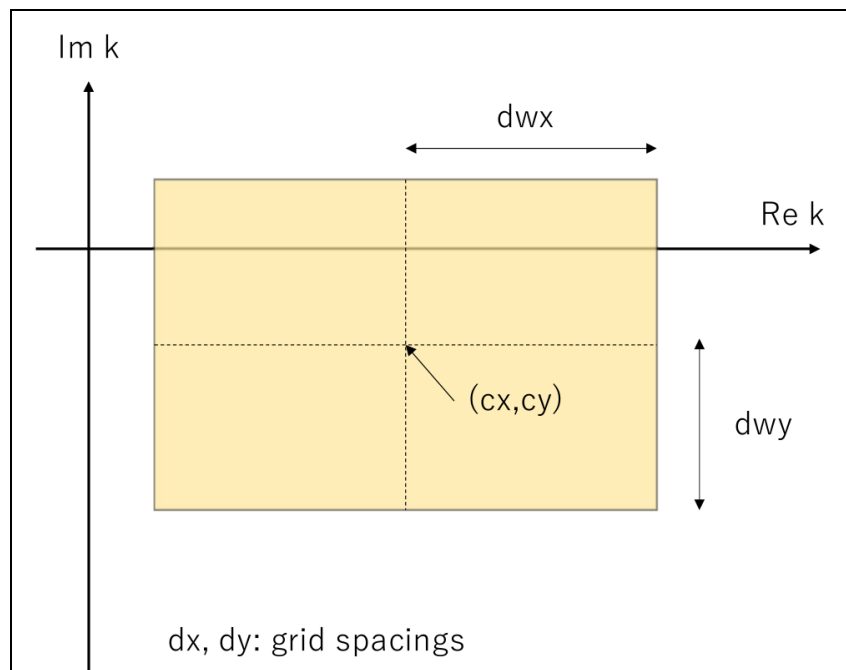 Im k
dwx
Re k
(cx,cy)
dwy
dx, dy: grid spacings